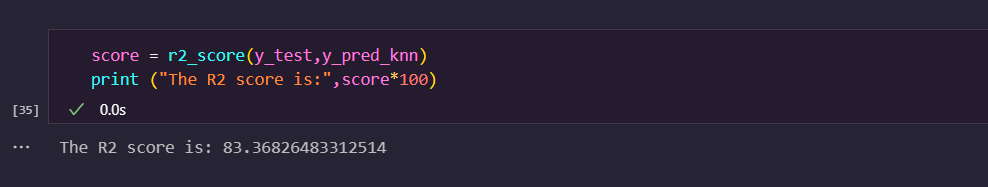 score = r2_score(y_test,y_pred_knn)
print ("The R2 score is:",score*100)
[35]
0.0s
The R2 score is: 83.36826483312514